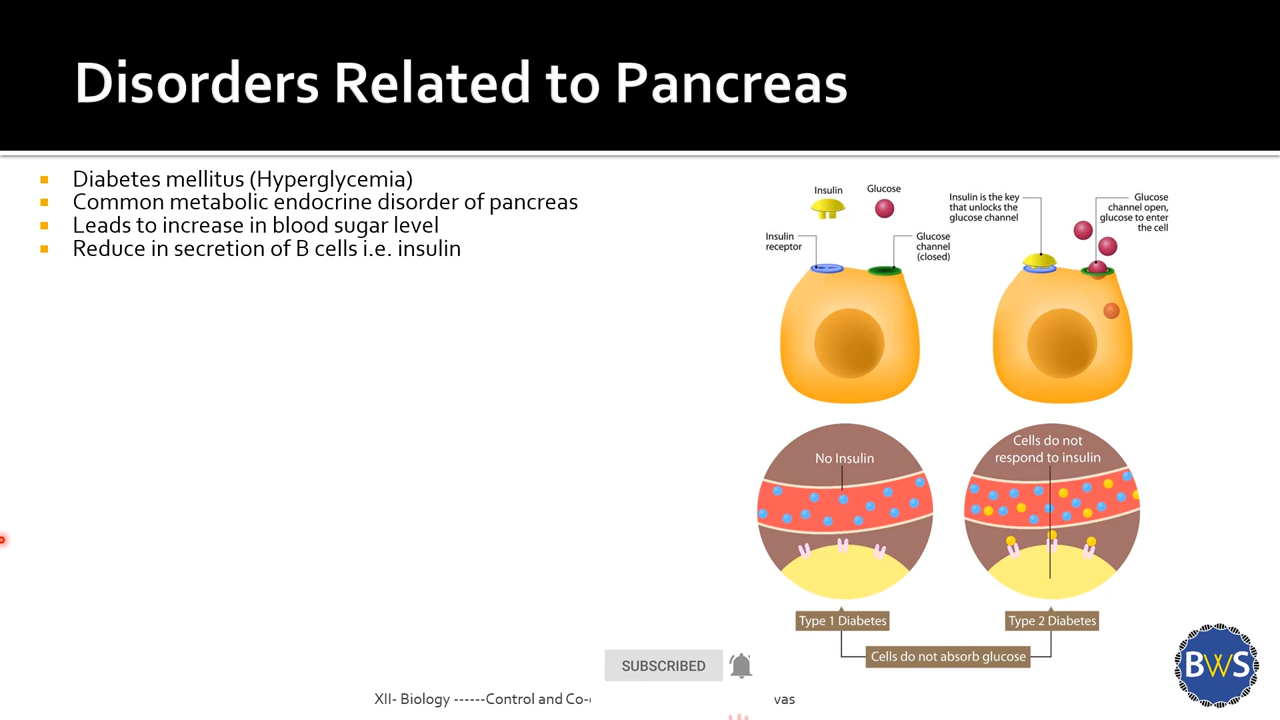 Disorders Related to Pancreas
Diabetes mellitus (Hyperglycemia)
Common metabolic endocrine disorder of pancreas
Leads to increase in blood sugar level
Reduce in secretion of B cells i.e. insulin
Insulin
Glucose
Insulin
receptor
Glucose
channel
(closed)
Insulin is the key
that unlocks the
glucose channel
Glucose
channel open,
glucose to enter
the cell
No Insulin
Cells do not
respond to insulin
Type 1 Diabetes
Type 2 Diabetes
Cells do not absorb glucose
SUBSCRIBED
BWS
XII- Biology ------Control and Co- vas